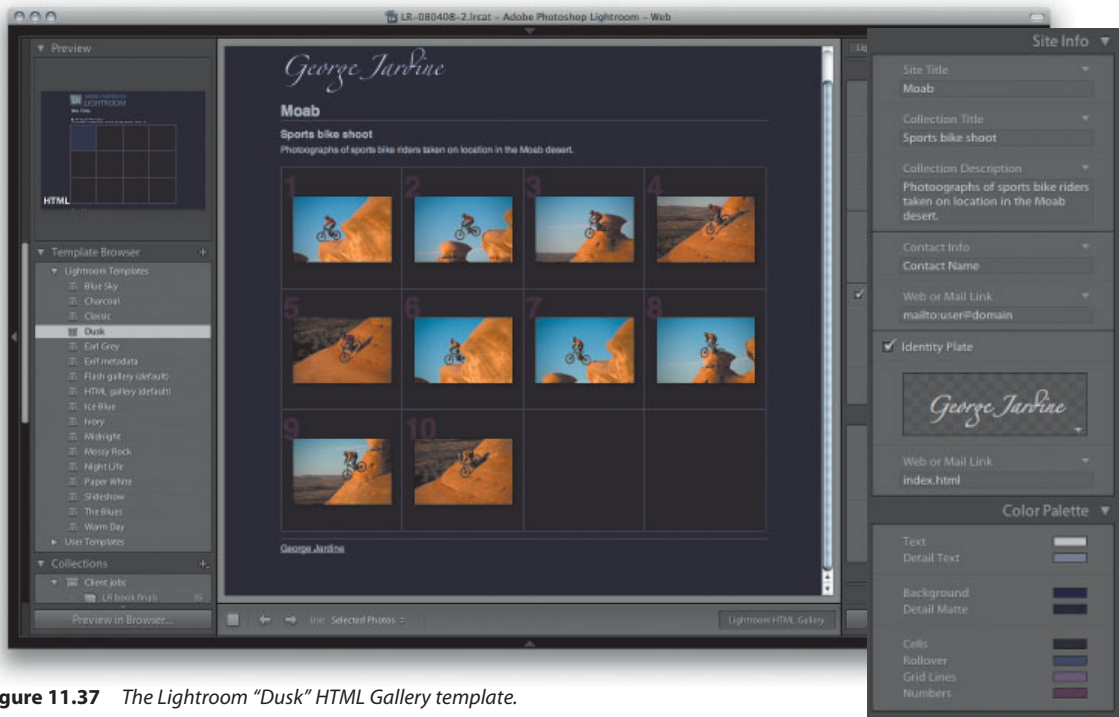 LR-080408-2.lrcat – Adobe Photoshop Lightroom – Web
Preview
LIGHTROOM
HTML
Template Browser
Lightroom Templates
Blue Sky
Charcoal
Classic
Dusk
Earl Grey
Exif metadata
Flash gallery (default)
HTML gallery (default)
Ice Blue
Ivory
Midnight
Mossy Rock
Night Life
Paper White
Slideshow
The Blues
Warm Day
User Templates
Collections
Client jobs
LR book finals
Preview in Browser...
George Jardine
Moab
Sports bike shoot
Photographs of sports bike riders taken on location in the Moab desert.
1 2 3 4
5 6 7 8
9 10
George Jardine
Use: Selected Photos
Lightroom HTML Gallery
Site Info
Site Title
Moab
Collection Title
Sports bike shoot
Collection Description
Photoographs of sports bike riders
taken on location in the Moab
desert.
Contact Info
Contact Name
Web or Mail Link
mailto:user@domain
Identity Plate
George Jardine
Web or Mail Link
index.html
Color Palette
Text
Detail Text
Background
Detail Matte
Cells
Rollover
Grid Lines
Numbers
gure 11.37 The Lightroom “Dusk” HTML Gallery template.